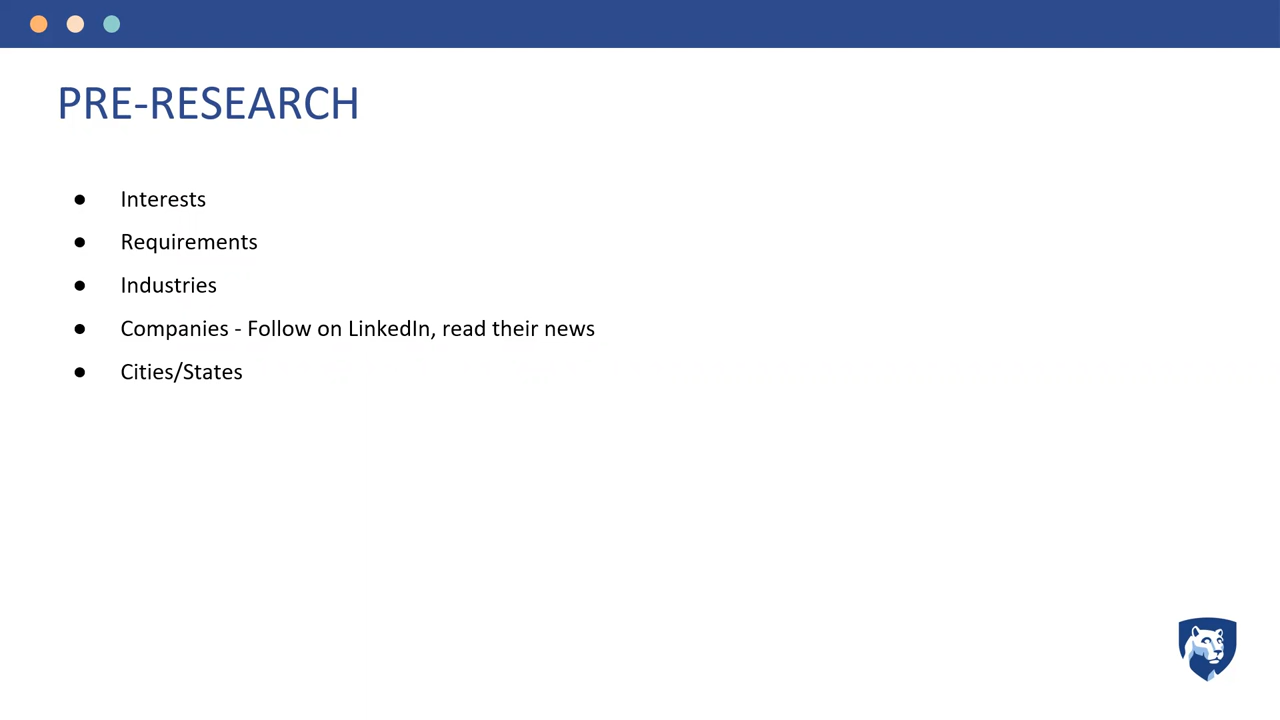 PRE-RESEARCH
● Interests
● Requirements
● Industries
● Companies - Follow on LinkedIn, read their news
● Cities/States